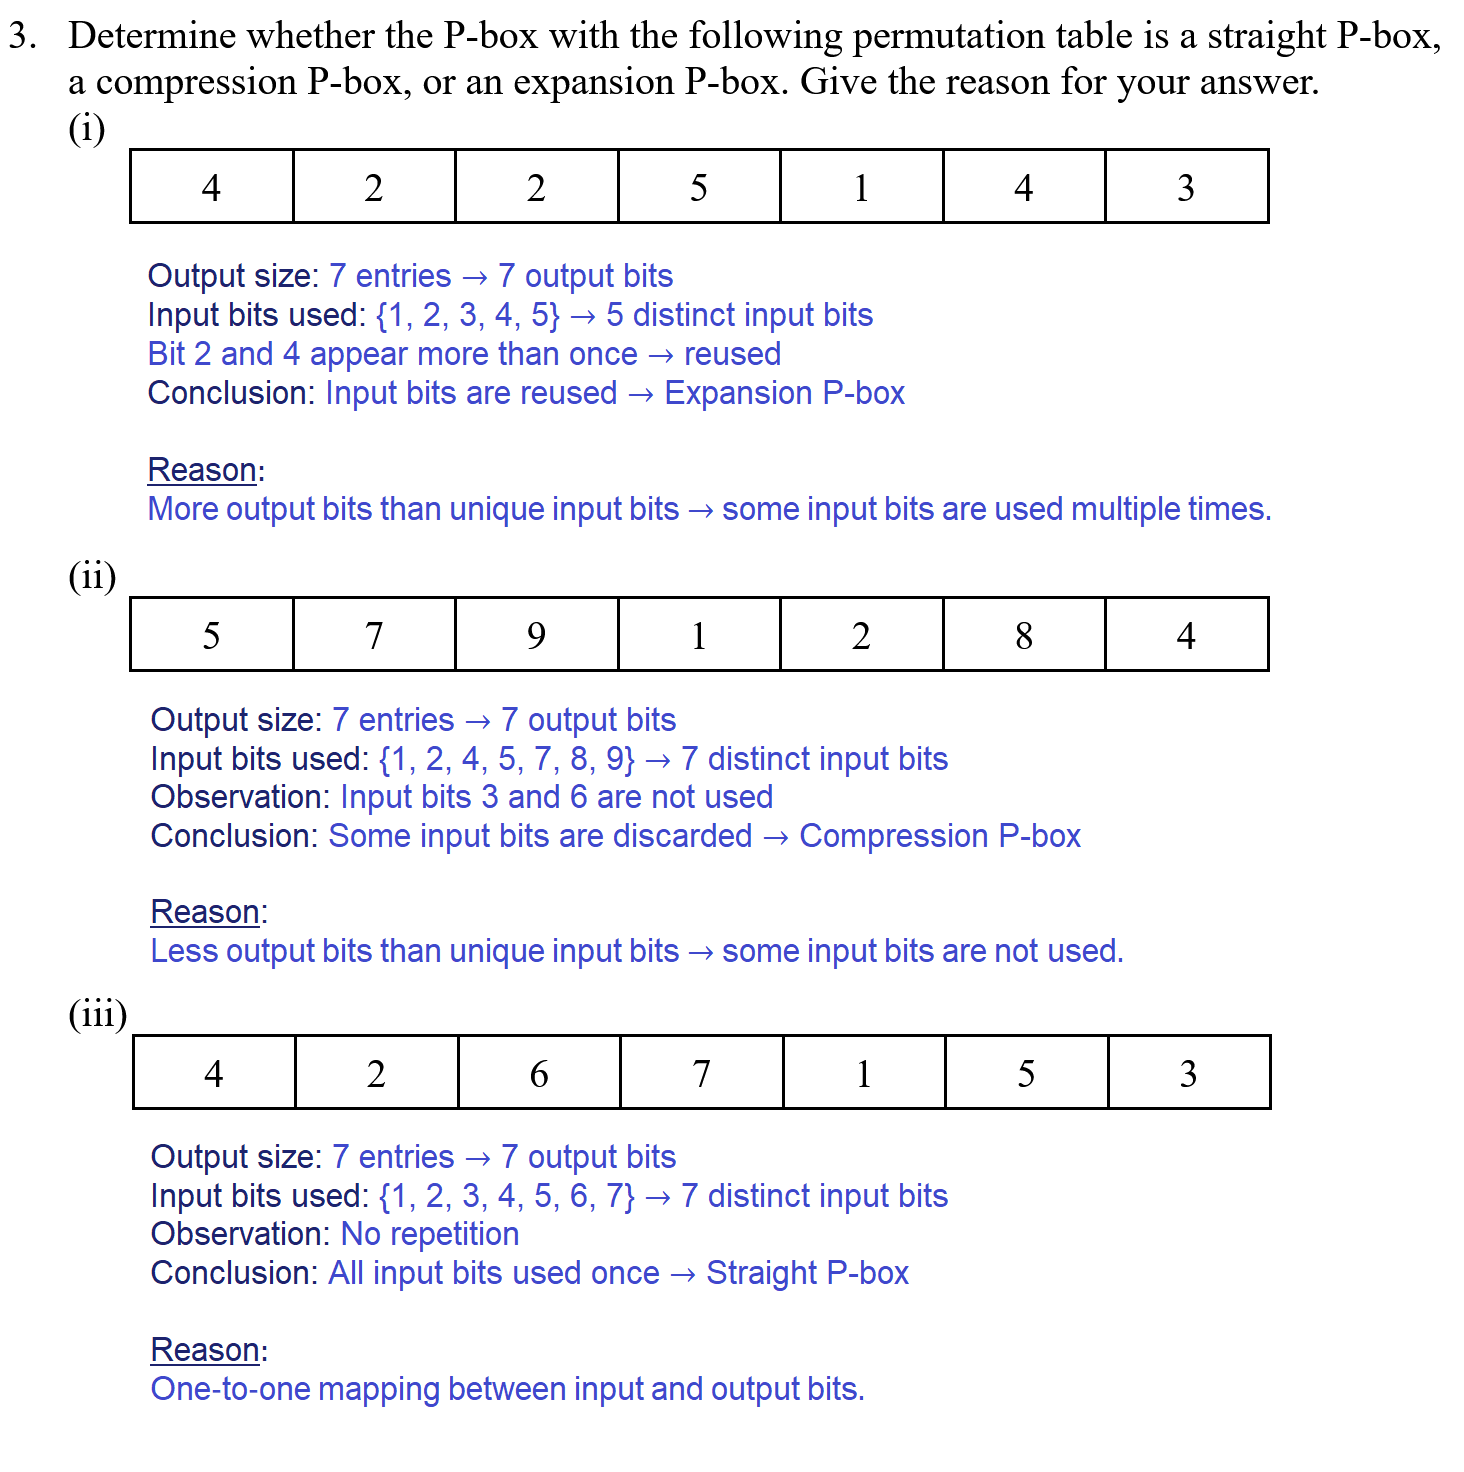 3. Determine whether the P-box with the following permutation table is a straight P-box,
a compression P-box, or an expansion P-box. Give the reason for your answer.
(i)
4 2 2 5 1 4 3
Output size: 7 entries → 7 output bits
Input bits used: {1, 2, 3, 4, 5} → 5 distinct input bits
Bit 2 and 4 appear more than once → reused
Conclusion: Input bits are reused → Expansion P-box
Reason:
More output bits than unique input bits → some input bits are used multiple times.
(ii)
5 7 9 1 2 8 4
Output size: 7 entries → 7 output bits
Input bits used: {1, 2, 4, 5, 7, 8, 9} → 7 distinct input bits
Observation: Input bits 3 and 6 are not used
Conclusion: Some input bits are discarded → Compression P-box
Reason:
Less output bits than unique input bits → some input bits are not used.
(iii)
4 2 6 7 1 5 3
Output size: 7 entries → 7 output bits
Input bits used: {1, 2, 3, 4, 5, 6, 7} → 7 distinct input bits
Observation: No repetition
Conclusion: All input bits used once → Straight P-box
Reason:
One-to-one mapping between input and output bits.